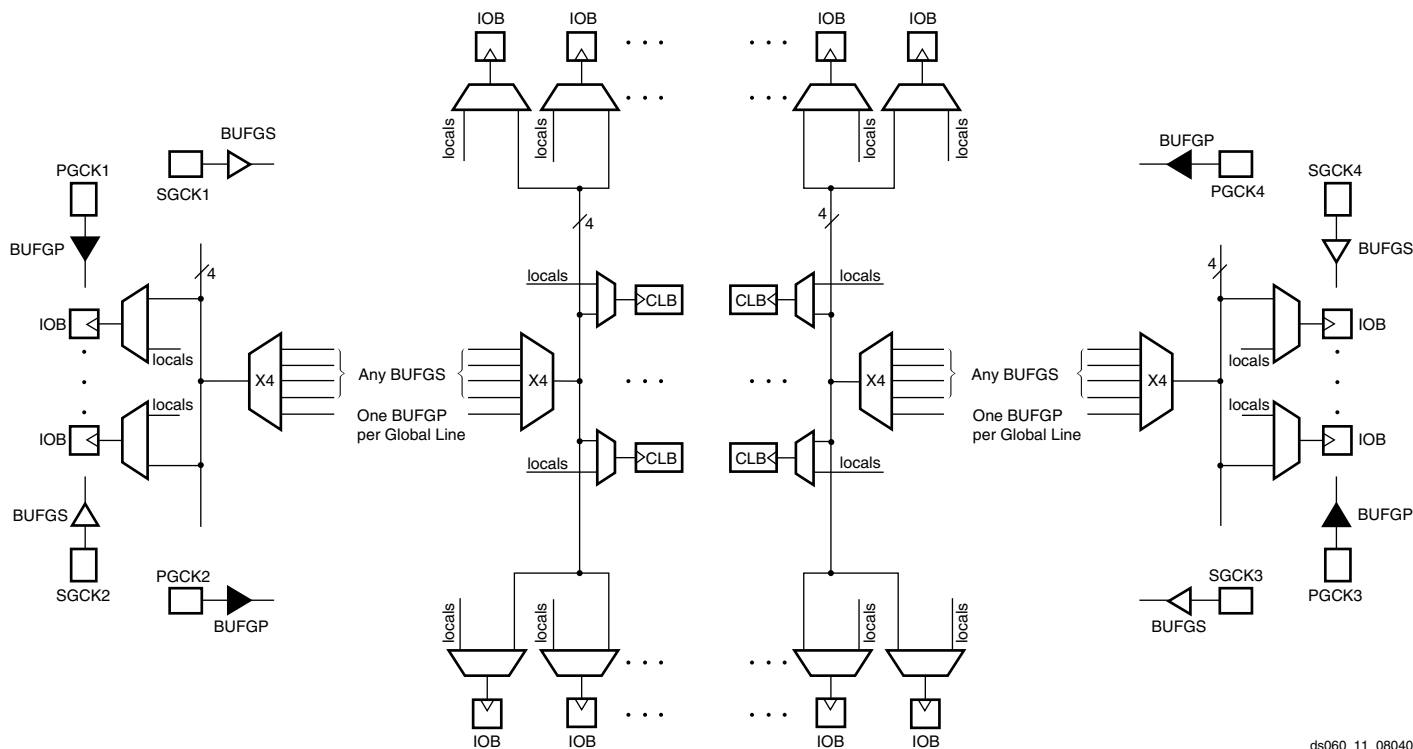 IOB
IOB
IOB
IOB
locals
locals
locals
locals
BUFGS
SGCK1
PGCK1
BUFGP
BUFGP
PGCK4
SGCK4
BUFGS
4
4
4
4
locals
CLB
CLB
locals
IOB
locals
IOB
locals
X4
Any BUFGS
X4
X4
Any BUFGS
X4
One BUFGP
per Global Line
One BUFGP
per Global Line
locals
IOB
locals
IOB
locals
CLB
CLB
locals
BUFGS
SGCK2
PGCK2
BUFGP
SGCK3
BUFGS
BUFGP
PGCK3
locals
locals
locals
locals
IOB
IOB
IOB
IOB
ds060_11_08040